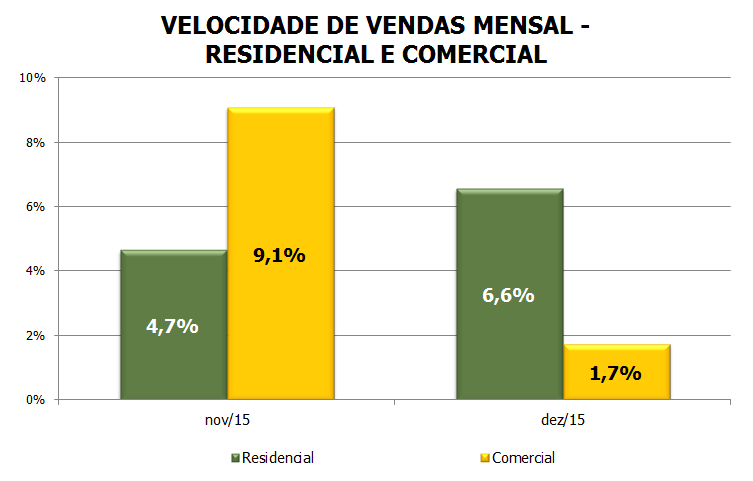 VELOCIDADE DE VENDAS MENSAL -
RESIDENCIAL E COMERCIAL
10%
8%
6%
4%
2%
0%
4,7%
9,1%
6,6%
1,7%
nov/15
dez/15
Residencial
Comercial